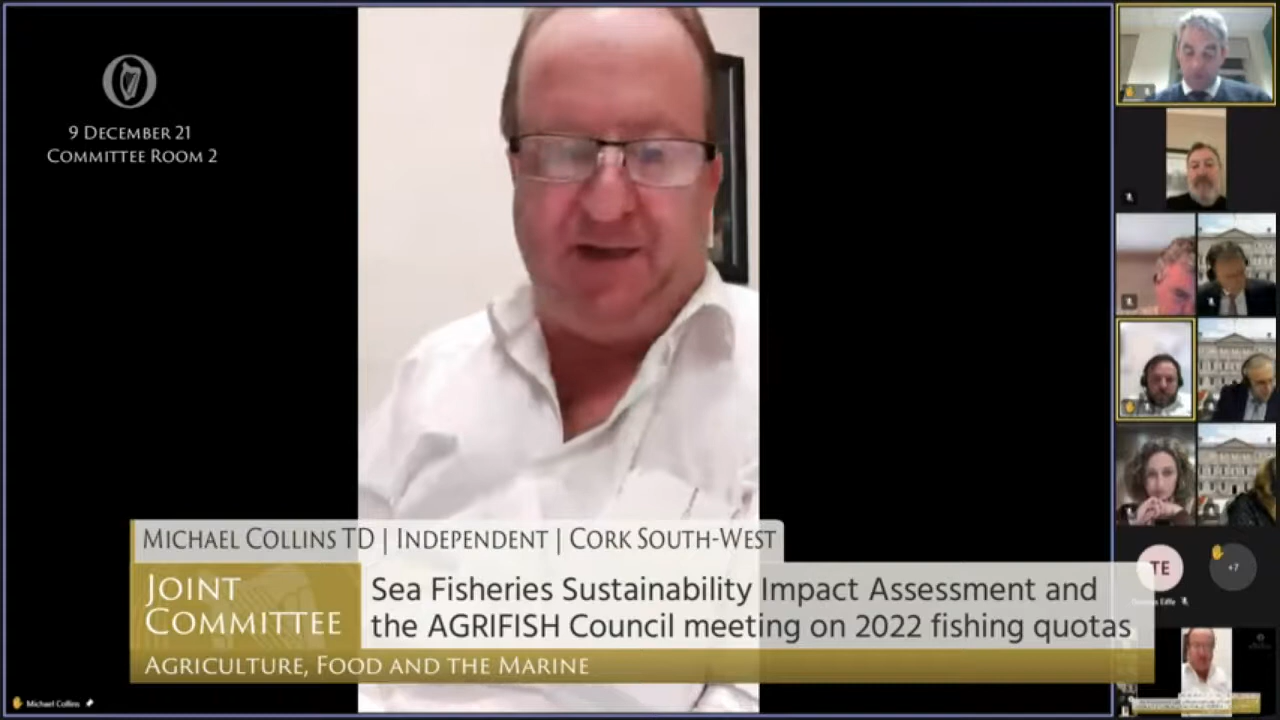 9 December 21
Committee Room 2
Michael Collins TD | Independent | Cork South-West
Joint
Committee
Sea Fisheries Sustainability Impact Assessment and
the AGRIFISH Council meeting on 2022 fishing quotas
Agriculture, Food and the Marine
TE
+7
Michael Collins